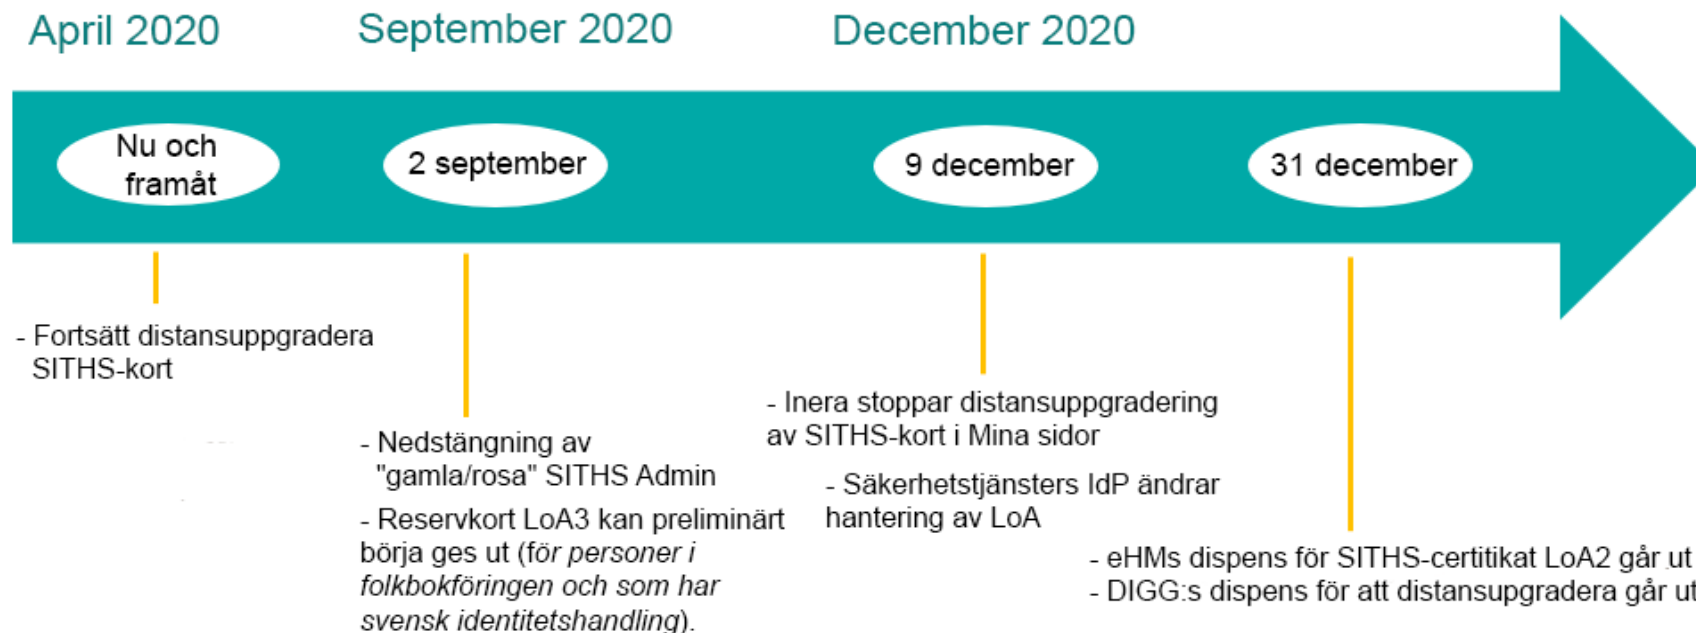 April 2020
September 2020
December 2020
Nu och
framåt
2 september
9 december
31 december
- Fortsätt distansuppgradera
SITHS-kort
- Nedstängning av
"gamla/rosa" SITHS Admin
- Reservkort LoA3 kan preliminärt
börja ges ut (för personer i
folkbokföringen och som har
svensk identitetshandling).
- Inera stoppar distansuppgradering
av SITHS-kort i Mina sidor
- Säkerhetstjänsters IdP ändrar
hantering av LoA
- eHMs dispens för SITHS-certitikat LoA2 går ut
- DIGG:s dispens för att distansupgradera går ut